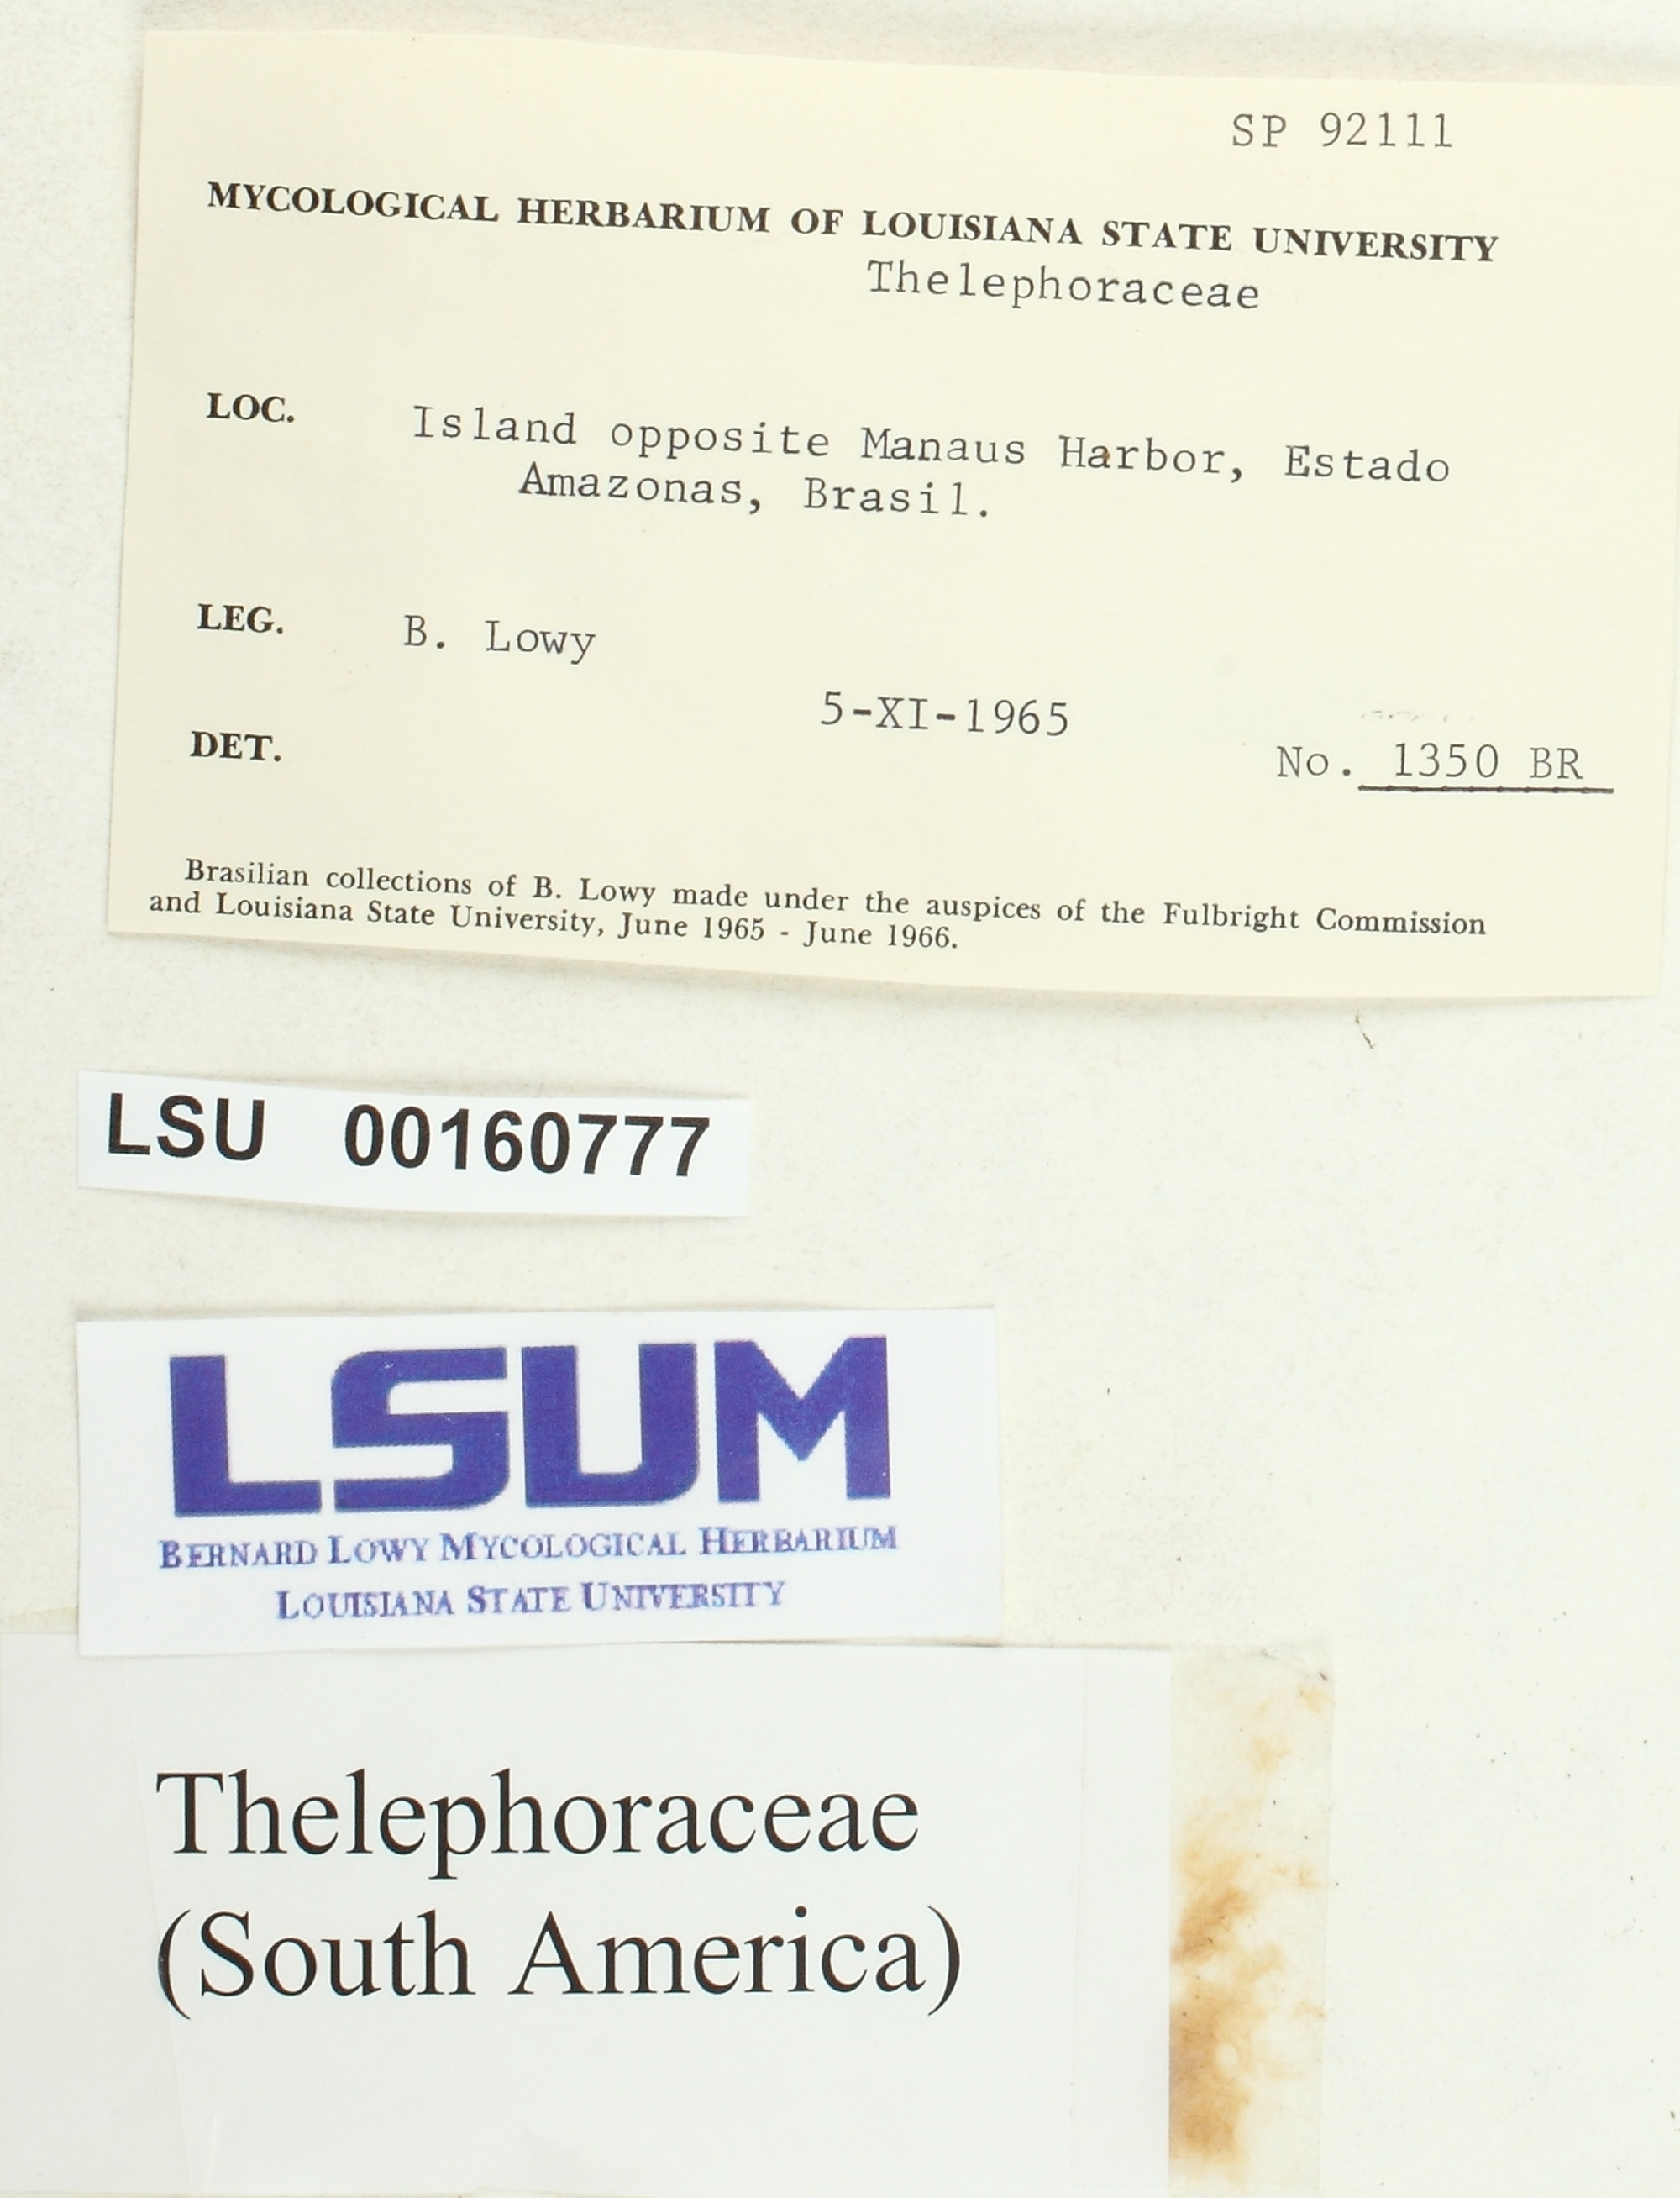 SP 92111
MYCOLOGICAL HERBARIUM OF LOUISIANA STATE UNIVERSITY
Thelephoraceae
LOC. Island opposite Manaus Harbor, Estado
Amazonas, Brasil.
LEG. B. Lowy
5-XI-1965
DET.
No. 1350 BR
Brasilian collections of B. Lowy made under the auspices of the Fulbright Commission
and Louisiana State University, June 1965 - June 1966.
LSU 00160777
LSUM
BERNARD LOWY MYCOLOGICAL HERBARIUM
LOUISIANA STATE UNIVERSITY
Thelephoraceae
(South America)